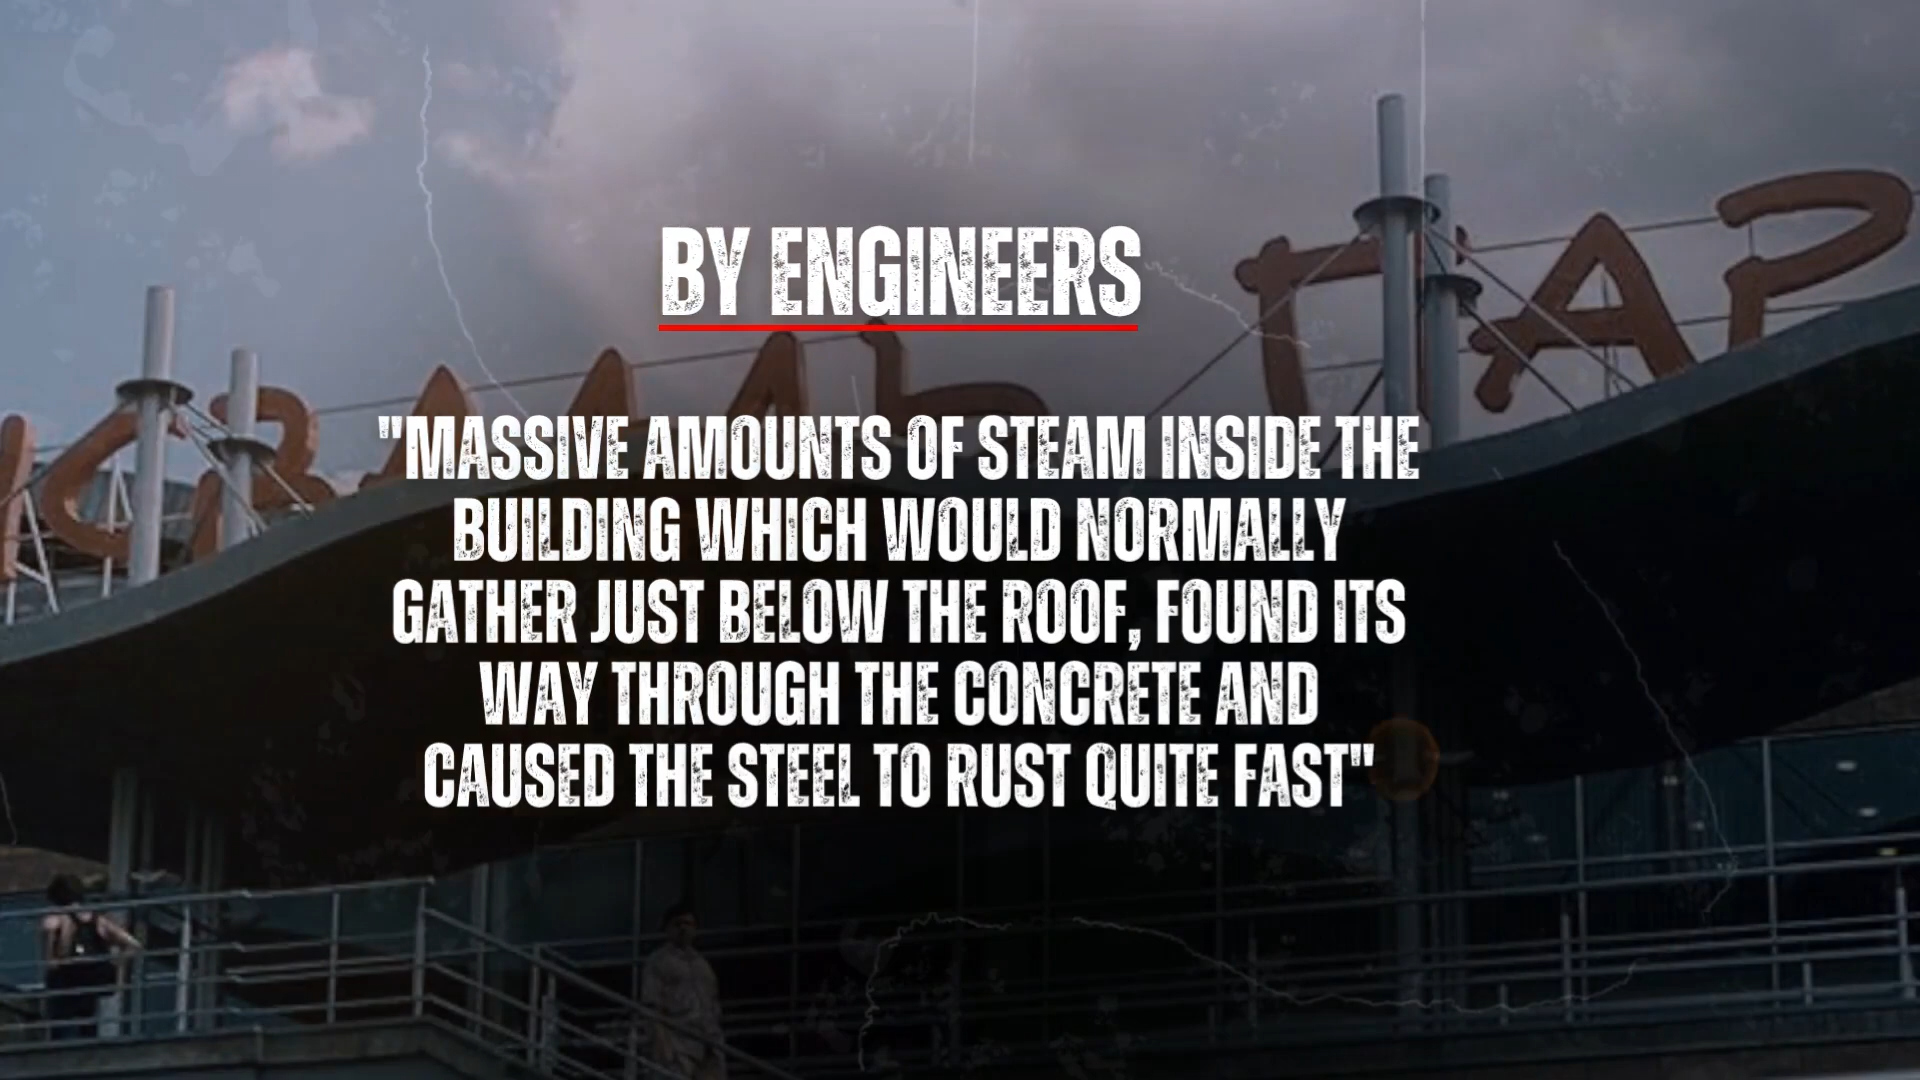 BY ENGINEERS
"MASSIVE AMOUNTS OF STEAM INSIDE THE
BUILDING WHICH WOULD NORMALLY
GATHER JUST BELOW THE ROOF, FOUND ITS
WAY THROUGH THE CONCRETE AND
CAUSED THE STEEL TO RUST QUITE FAST"
ПАР